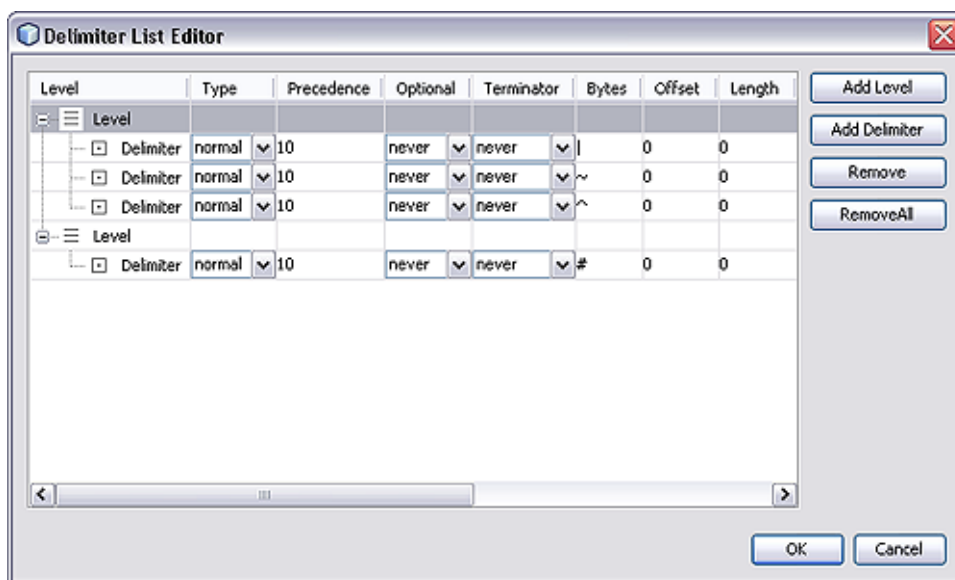 Delimiter List Editor
Level Type Precedence Optional Terminator Bytes Offset Length
Level
Delimiter normal 10 never never | 0 0
Delimiter normal 10 never never ~ 0 0
Delimiter normal 10 never never ^ 0 0
Level
Delimiter normal 10 never never # 0 0
Add Level
Add Delimiter
Remove
RemoveAll
OK Cancel